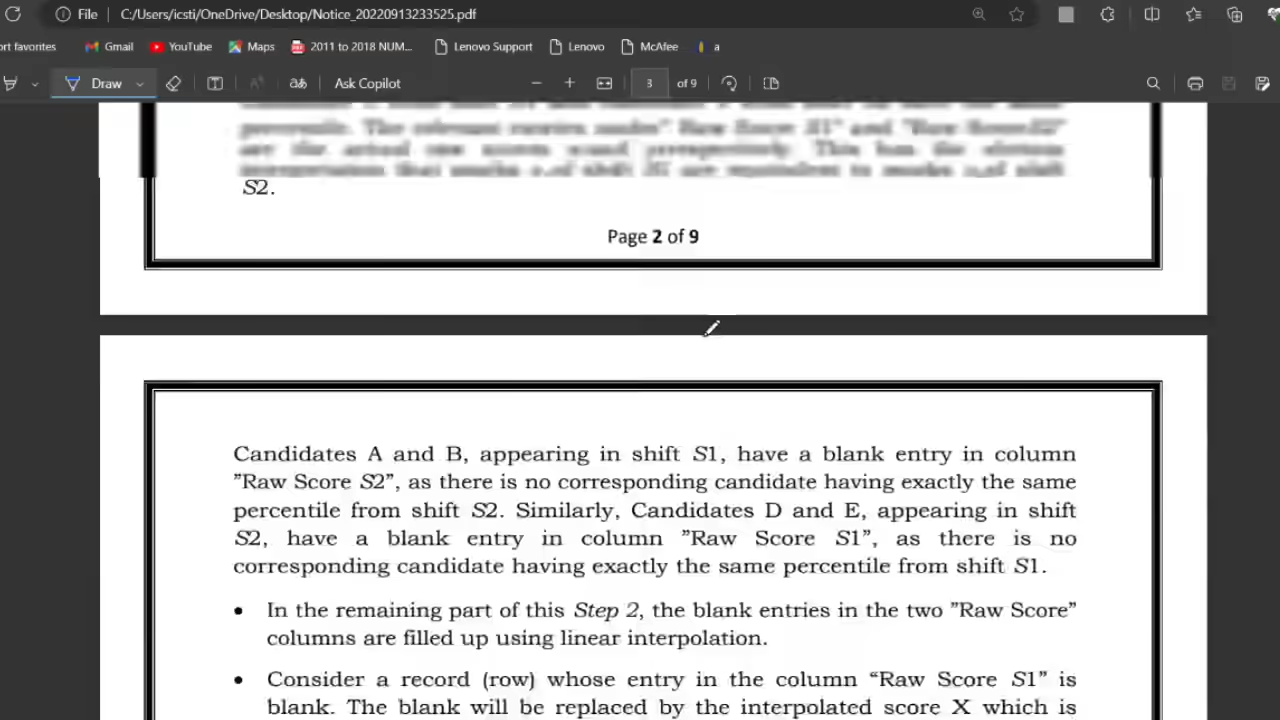 File C:/Users/icsti/OneDrive/Desktop/Notice_20220913233525.pdf
ort favorites Gmail YouTube Maps 2011 to 2018 NUM... Lenovo Support Lenovo McAfee a
Draw aあ Ask Copilot 3 of 9
S2.
Page 2 of 9
Candidates A and B, appearing in shift S1, have a blank entry in column
”Raw Score S2”, as there is no corresponding candidate having exactly the same
percentile from shift S2. Similarly, Candidates D and E, appearing in shift
S2, have a blank entry in column ”Raw Score S1”, as there is no
corresponding candidate having exactly the same percentile from shift S1.
• In the remaining part of this Step 2, the blank entries in the two ”Raw Score”
columns are filled up using linear interpolation.
• Consider a record (row) whose entry in the column “Raw Score S1” is
blank. The blank will be replaced by the interpolated score X which is